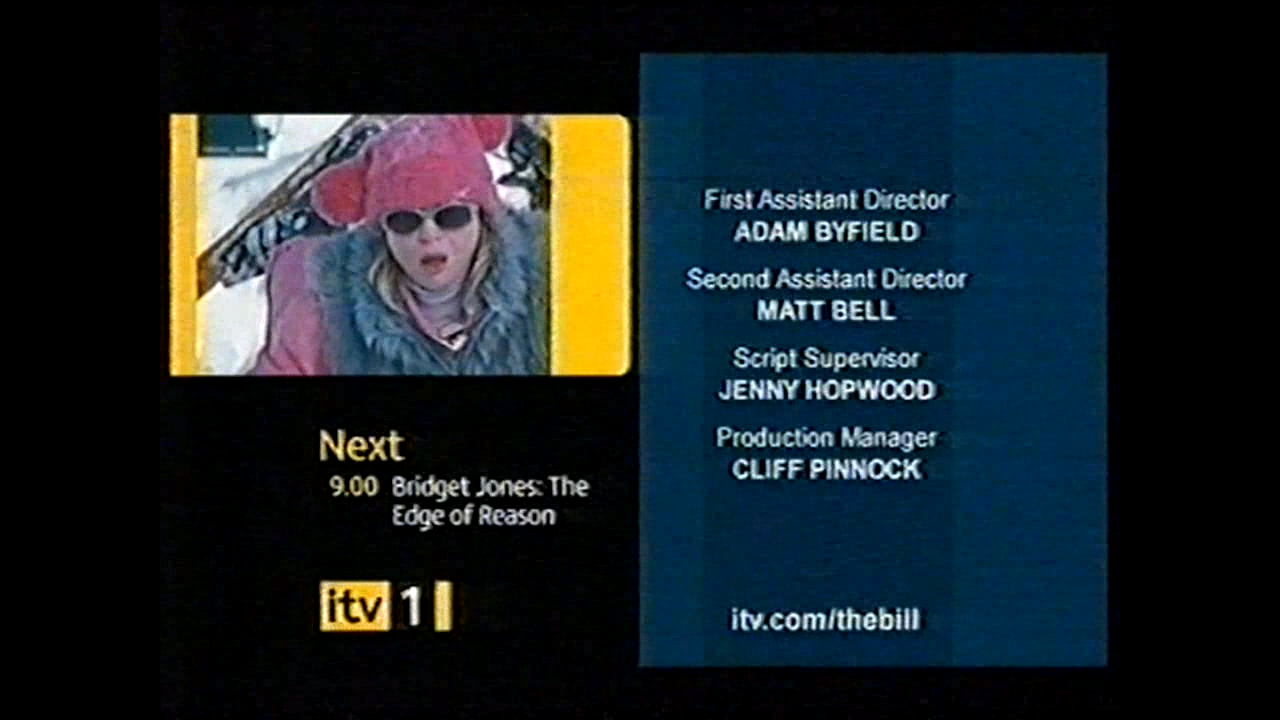 Next
9.00 Bridget Jones: The
Edge of Reason
itv 1
First Assistant Director
ADAM BYFIELD
Second Assistant Director
MATT BELL
Script Supervisor
JENNY HOPWOOD
Production Manager
CLIFF PINNOCK
itv.com/thebill